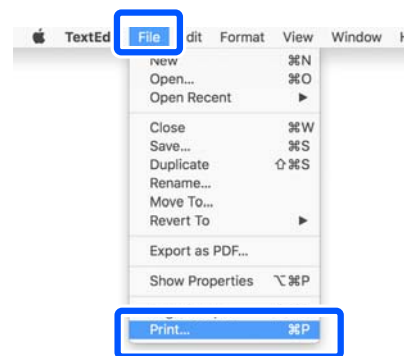 TextEd File dit Format View Window H
New ⌘N
Open... ⌘O
Open Recent ▶
Close ⌘W
Save... ⌘S
Duplicate ⇧⌘S
Rename...
Move To...
Revert To ▶
Export as PDF...
Show Properties ⌥⌘P
Print... ⌘P